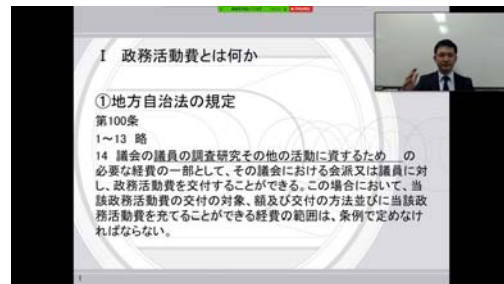 Ⅰ 政務活動費とは何か
①地方自治法の規定
第100条
1～13 略
14 議会の議員の調査研究その他の活動に資するため の
必要な経費の一部として、その議会における会派又は議員に対
し、政務活動費を交付することができる。この場合において、当
該政務活動費の交付の対象、額及び交付の方法並びに当該政
務活動費を充てることができる経費の範囲は、条例で定めなけ
ればならない。
1